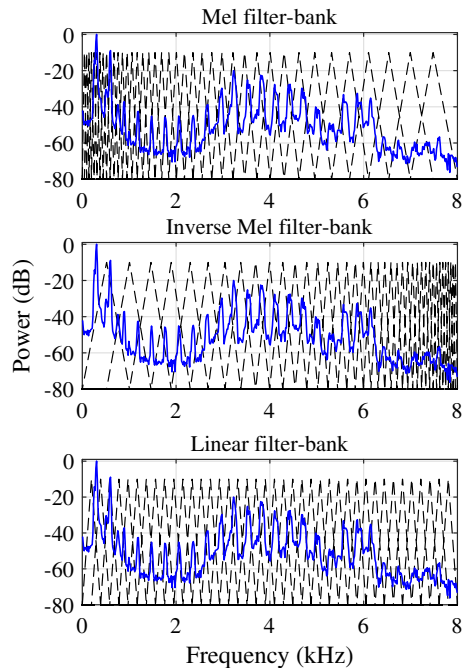 Mel filter-bank
0
-20
-40
-60
-80
0 2 4 6 8
Inverse Mel filter-bank
0
-20
-40
-60
-80
0 2 4 6 8
Power (dB)
Linear filter-bank
0
-20
-40
-60
-80
0 2 4 6 8
Frequency (kHz)